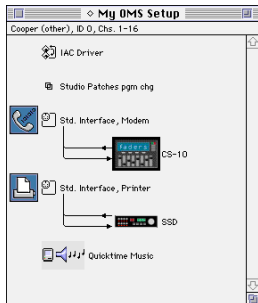 My OMS Setup
Cooper (other), ID 0, Chs. 1-16
IAC Driver
Studio Patches pgm chg
Std. Interface, Modem
faders
CS-10
Std. Interface, Printer
SSD
Quicktime Music